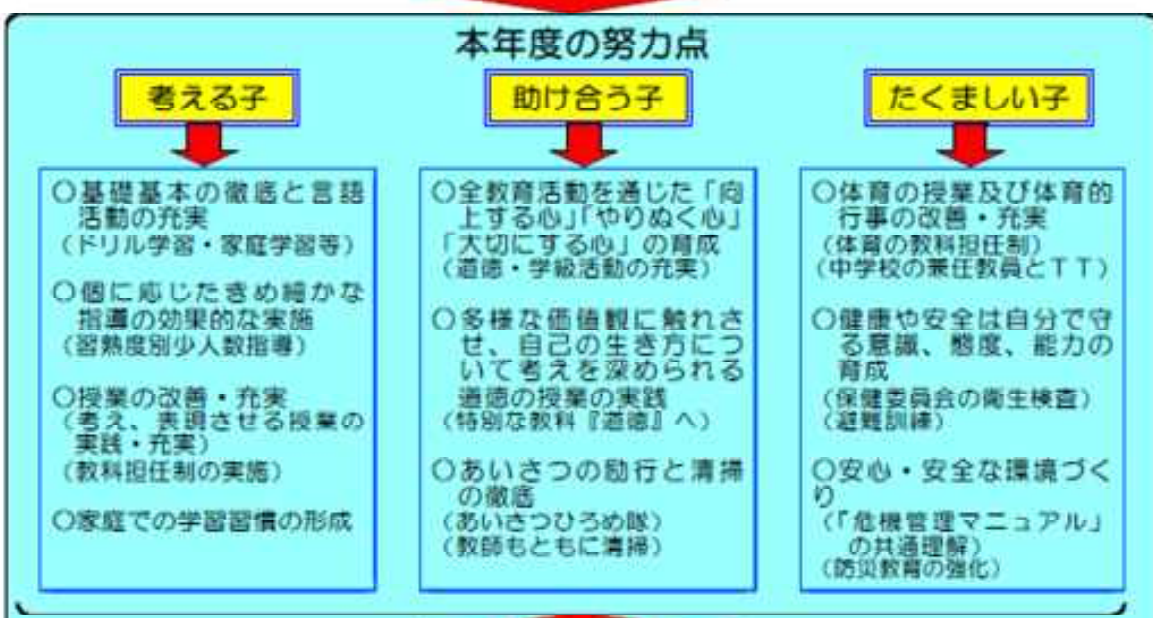 本年度の努力点
考える子
○基礎基本の徹底と言語
活動の充実
（ドリル学習・家庭学習等）
○個に応じたきめ細かな
指導の効果的な実施
（習熟度別少人数指導）
○授業の改善・充実
（考え、表現させる授業の
実践・充実）
（教科担任制の実施）
○家庭での学習習慣の形成
助け合う子
○全教育活動を通じた「向
上する心」「やりぬく心」
「大切にする心」の育成
（道徳・学級活動の充実）
○多様な価値観に触れさ
せ、自己の生き方につ
いて考えを深められる
道徳の授業の実践
（特別な教科『道徳』へ）
○あいさつの励行と清掃
の徹底
（あいさつひろめ隊）
（教師もともに清掃）
たくましい子
○体育の授業及び体育的
行事の改善・充実
（体育の教科担任制）
（中学校の兼任教員とＴＴ）
○健康や安全は自分で守
る意識、態度、能力の
育成
（保健委員会の衛生検査）
（避難訓練）
○安心・安全な環境づく
り
（「危機管理マニュアル」
の共通理解）
（防災教育の強化）